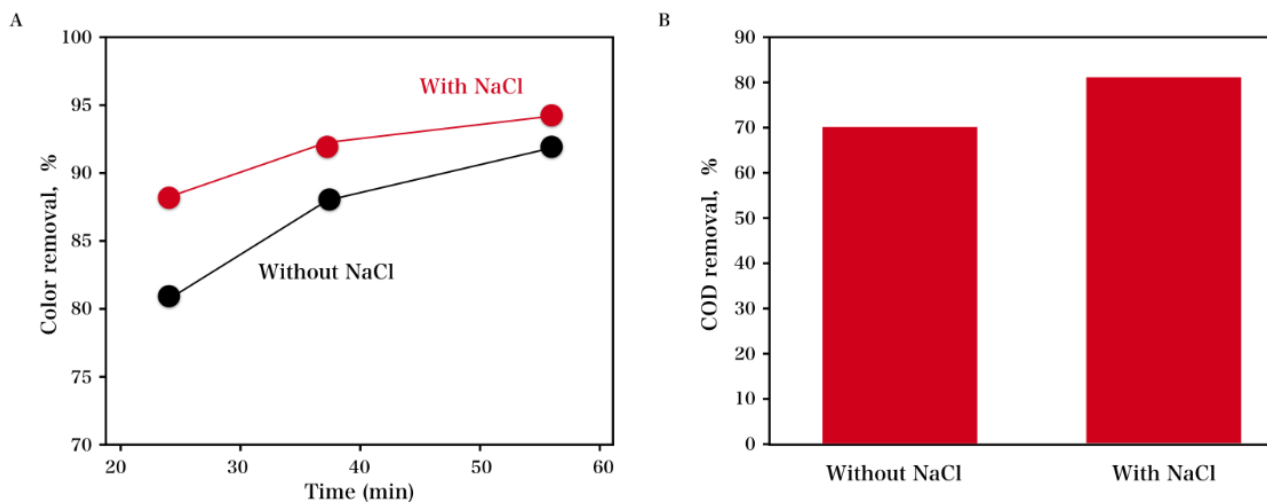 A
100
95
90
85
80
75
70
Color removal, %
With NaCl
Without NaCl
20 30 40 50 60
Time (min)
B
90
80
70
60
50
40
30
20
10
0
COD removal, %
Without NaCl With NaCl